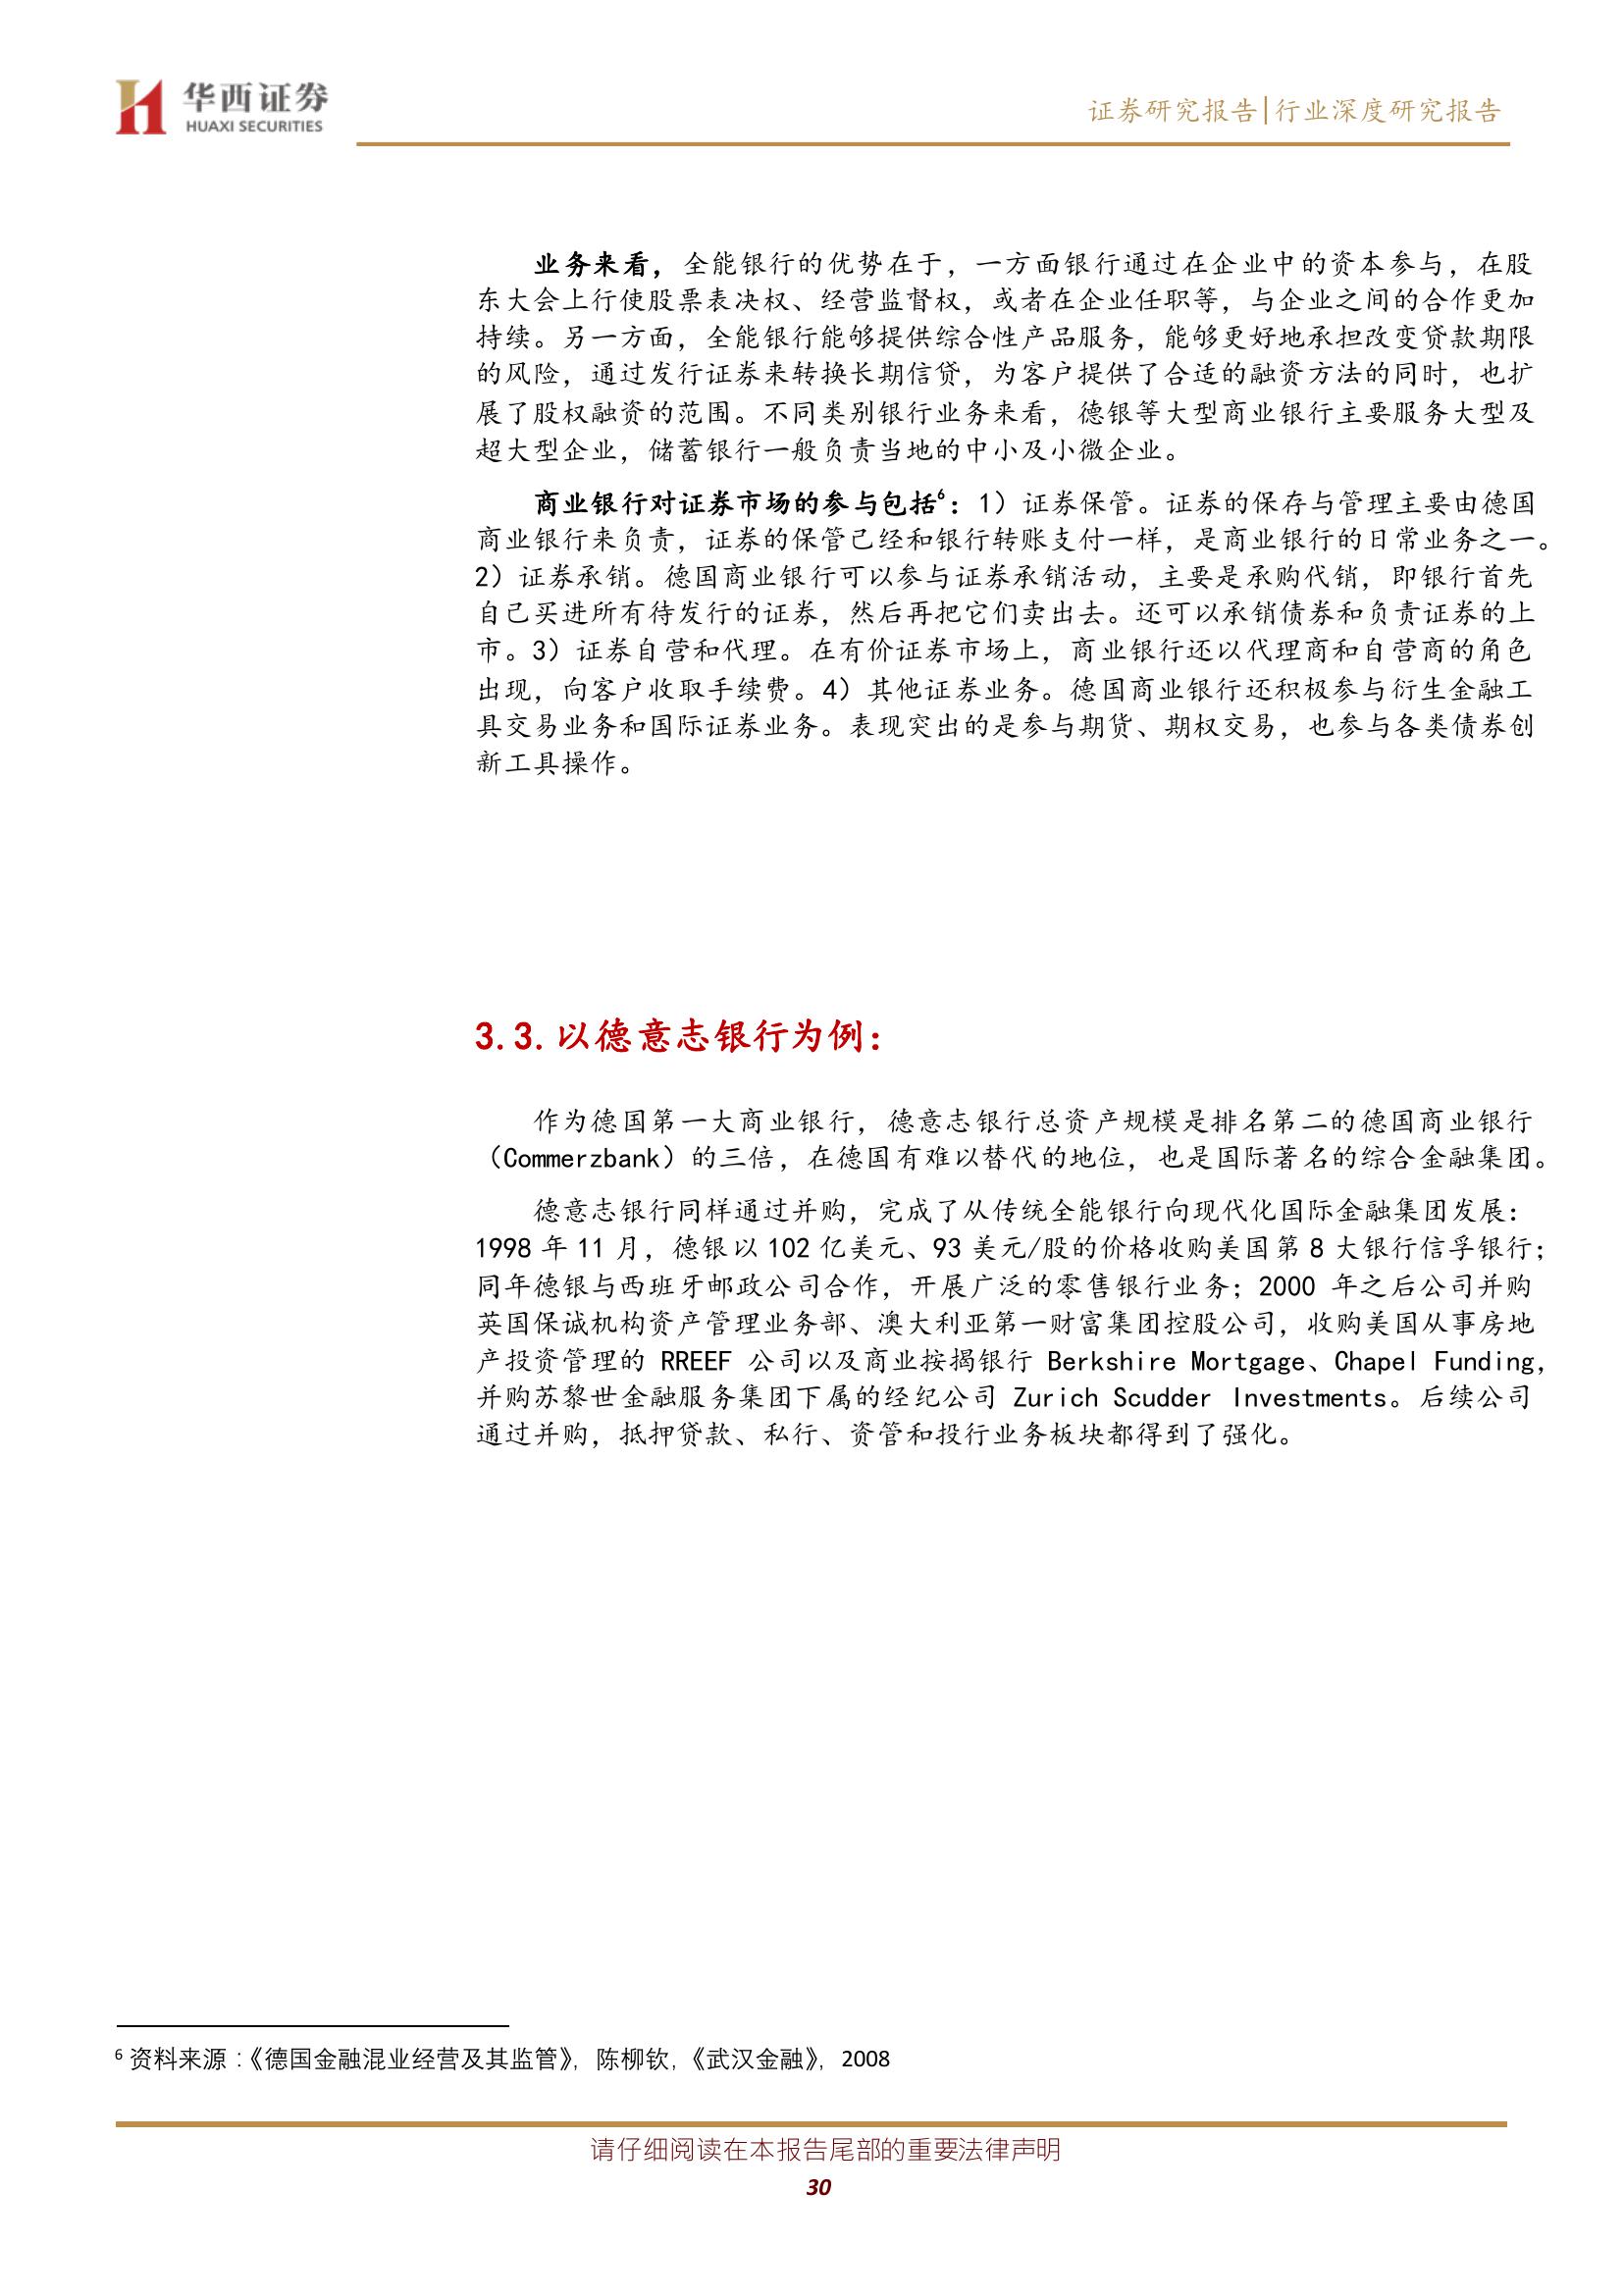 华西证券
HUAXI SECURITIES
证券研究报告|行业深度研究报告
业务来看，全能银行的优势在于，一方面银行通过在企业中的资本参与，在股
东大会上行使股票表决权、经营监督权，或者在企业任职等，与企业之间的合作更加
持续。另一方面，全能银行能够提供综合性产品服务，能够更好地承担改变贷款期限
的风险，通过发行证券来转换长期信贷，为客户提供了合适的融资方法的同时，也扩
展了股权融资的范围。不同类别银行业务来看，德银等大型商业银行主要服务大型及
超大型企业，储蓄银行一般负责当地的中小及小微企业。
商业银行对证券市场的参与包括6：1）证券保管。证券的保存与管理主要由德国
商业银行来负责，证券的保管己经和银行转账支付一样，是商业银行的日常业务之一。
2）证券承销。德国商业银行可以参与证券承销活动，主要是承购代销，即银行首先
自己买进所有待发行的证券，然后再把它们卖出去。还可以承销债券和负责证券的上
市。3）证券自营和代理。在有价证券市场上，商业银行还以代理商和自营商的角色
出现，向客户收取手续费。4）其他证券业务。德国商业银行还积极参与衍生金融工
具交易业务和国际证券业务。表现突出的是参与期货、期权交易，也参与各类债券创
新工具操作。
3.3.以德意志银行为例：
作为德国第一大商业银行，德意志银行总资产规模是排名第二的德国商业银行
（Commerzbank）的三倍，在德国有难以替代的地位，也是国际著名的综合金融集团。
德意志银行同样通过并购，完成了从传统全能银行向现代化国际金融集团发展：
1998 年 11 月，德银以 102 亿美元、93 美元/股的价格收购美国第 8 大银行信孚银行；
同年德银与西班牙邮政公司合作，开展广泛的零售银行业务；2000 年之后公司并购
英国保诚机构资产管理业务部、澳大利亚第一财富集团控股公司，收购美国从事房地
产投资管理的 RREEF 公司以及商业按揭银行 Berkshire Mortgage、Chapel Funding，
并购苏黎世金融服务集团下属的经纪公司 Zurich Scudder Investments。后续公司
通过并购，抵押贷款、私行、资管和投行业务板块都得到了强化。
6 资料来源：《德国金融混业经营及其监管》，陈柳钦，《武汉金融》，2008
请仔细阅读在本报告尾部的重要法律声明
30